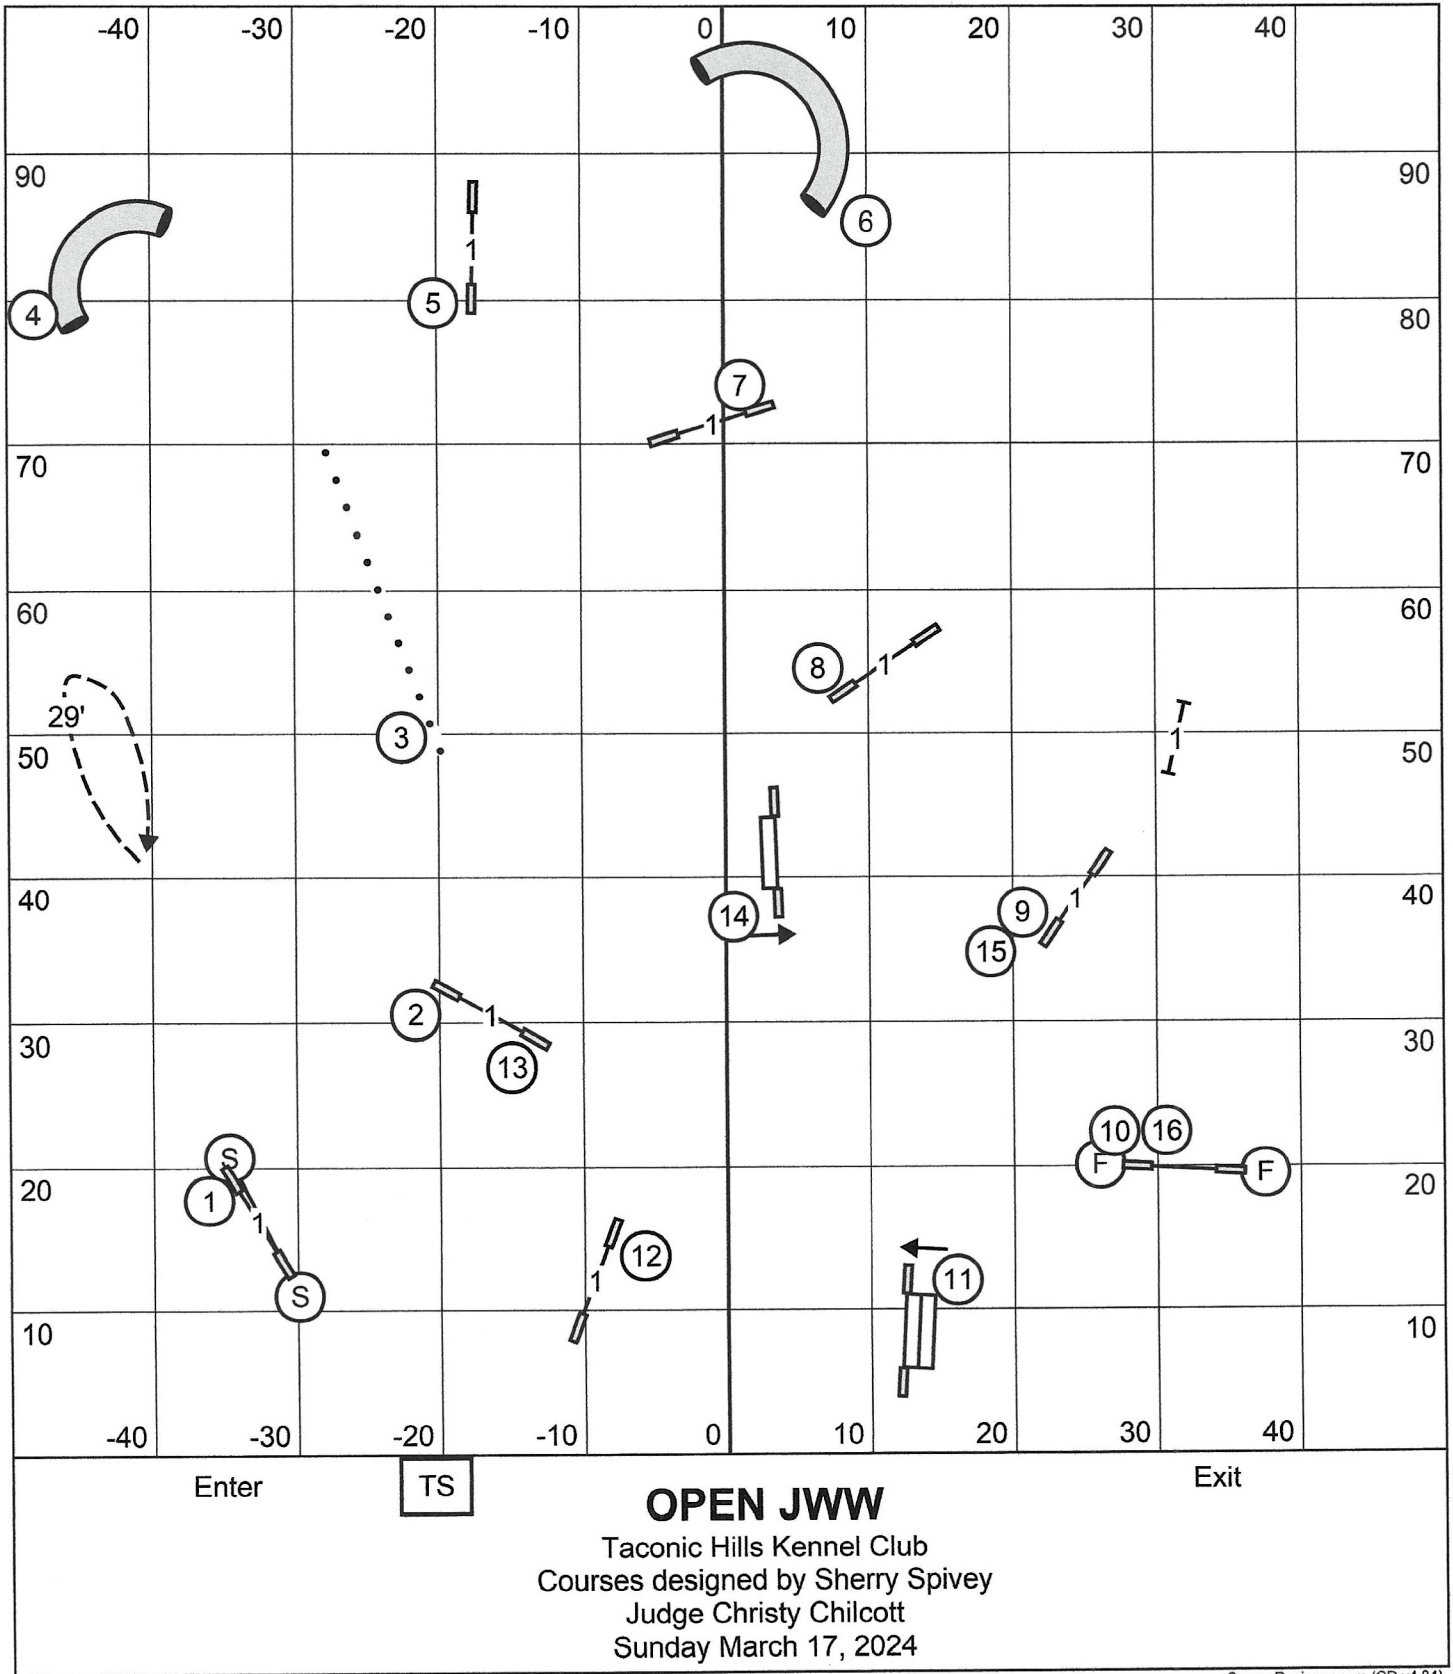 -40 -30 -20 -10 0 10 20 30 40
6
90 90
1
4 5 80
80
7
1
70 70
60 60
8 1
29'
3 1
50 50
40 40
14 9 1
15
2 1
30 30
13
S 10 16
F F
1 20
20
1
12
1 11
S
10 10
-40 -30 -20 -10 0 10 20 30 40
Enter TS Exit
OPEN JWW
Taconic Hills Kennel Club
Courses designed by Sherry Spivey
Judge Christy Chilcott
Sunday March 17, 2024